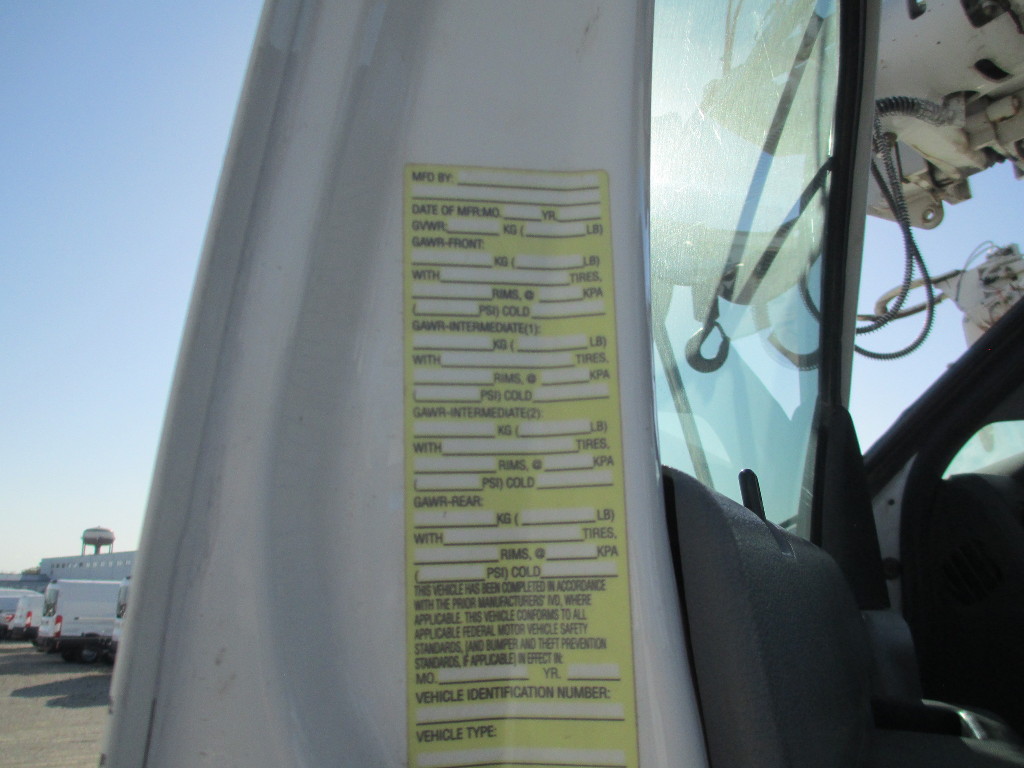 MFD BY:
DATE OF MFR:MO. YR.
GVWR: KG ( LB)
GAWR-FRONT:
KG ( LB)
WITH TIRES,
RIMS, @ KPA
( PSI) COLD
GAWR-INTERMEDIATE(1):
KG ( LB)
WITH TIRES,
RIMS, @ KPA
( PSI) COLD
GAWR-INTERMEDIATE(2):
KG ( LB)
WITH TIRES,
RIMS, @ KPA
( PSI) COLD
GAWR-REAR:
KG ( LB)
WITH TIRES,
RIMS, @ KPA
( PSI) COLD
THIS VEHICLE HAS BEEN COMPLETED IN ACCORDANCE
WITH THE PRIOR MANUFACTURERS' IVD, WHERE
APPLICABLE. THIS VEHICLE CONFORMS TO ALL
APPLICABLE FEDERAL MOTOR VEHICLE SAFETY
STANDARDS, (AND BUMPER AND THEFT PREVENTION
STANDARDS, IF APPLICABLE) IN EFFECT IN:
MO. YR.
VEHICLE IDENTIFICATION NUMBER:
VEHICLE TYPE: